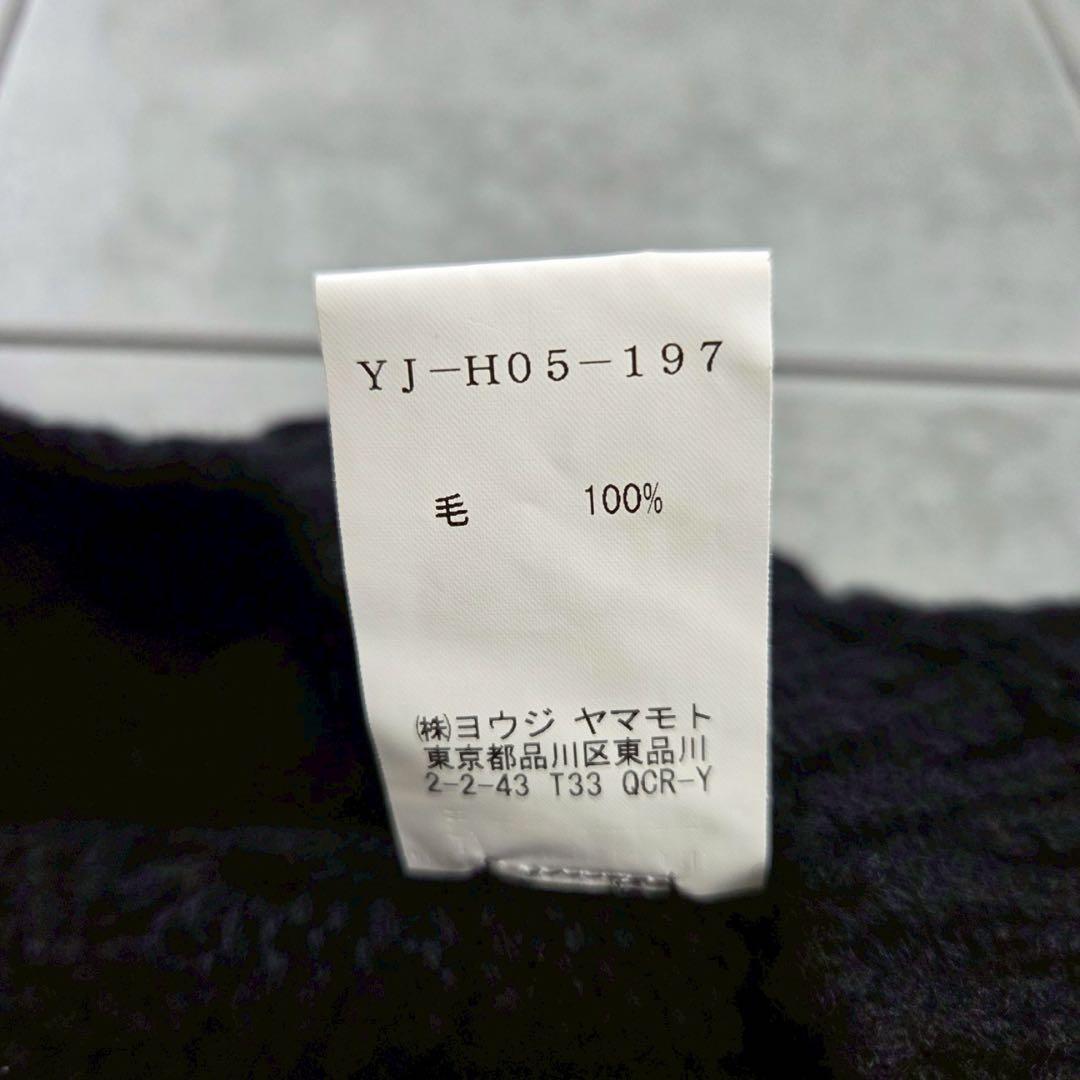 YJ-H05-197
毛 100%
㈱ヨウジ ヤマモト
東京都品川区東品川
2-2-43 T33 QCR-Y